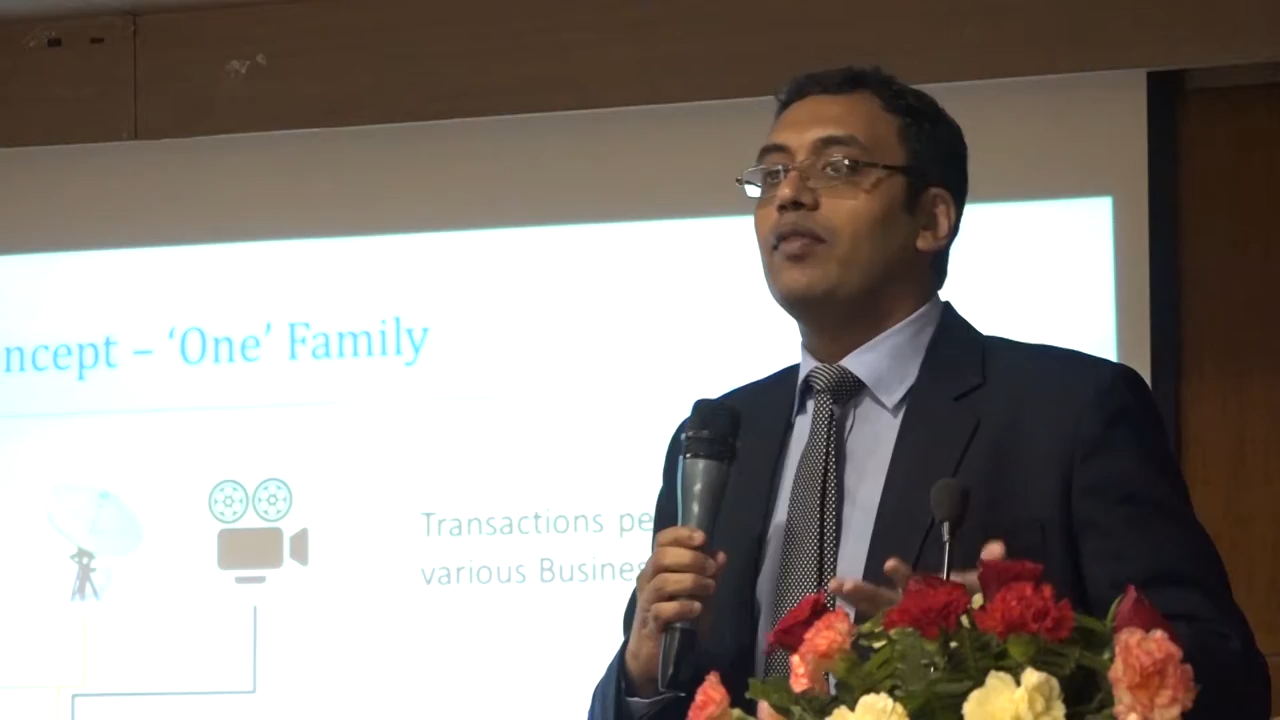 ncept – ‘One’ Family
Transactions pe
various Busines